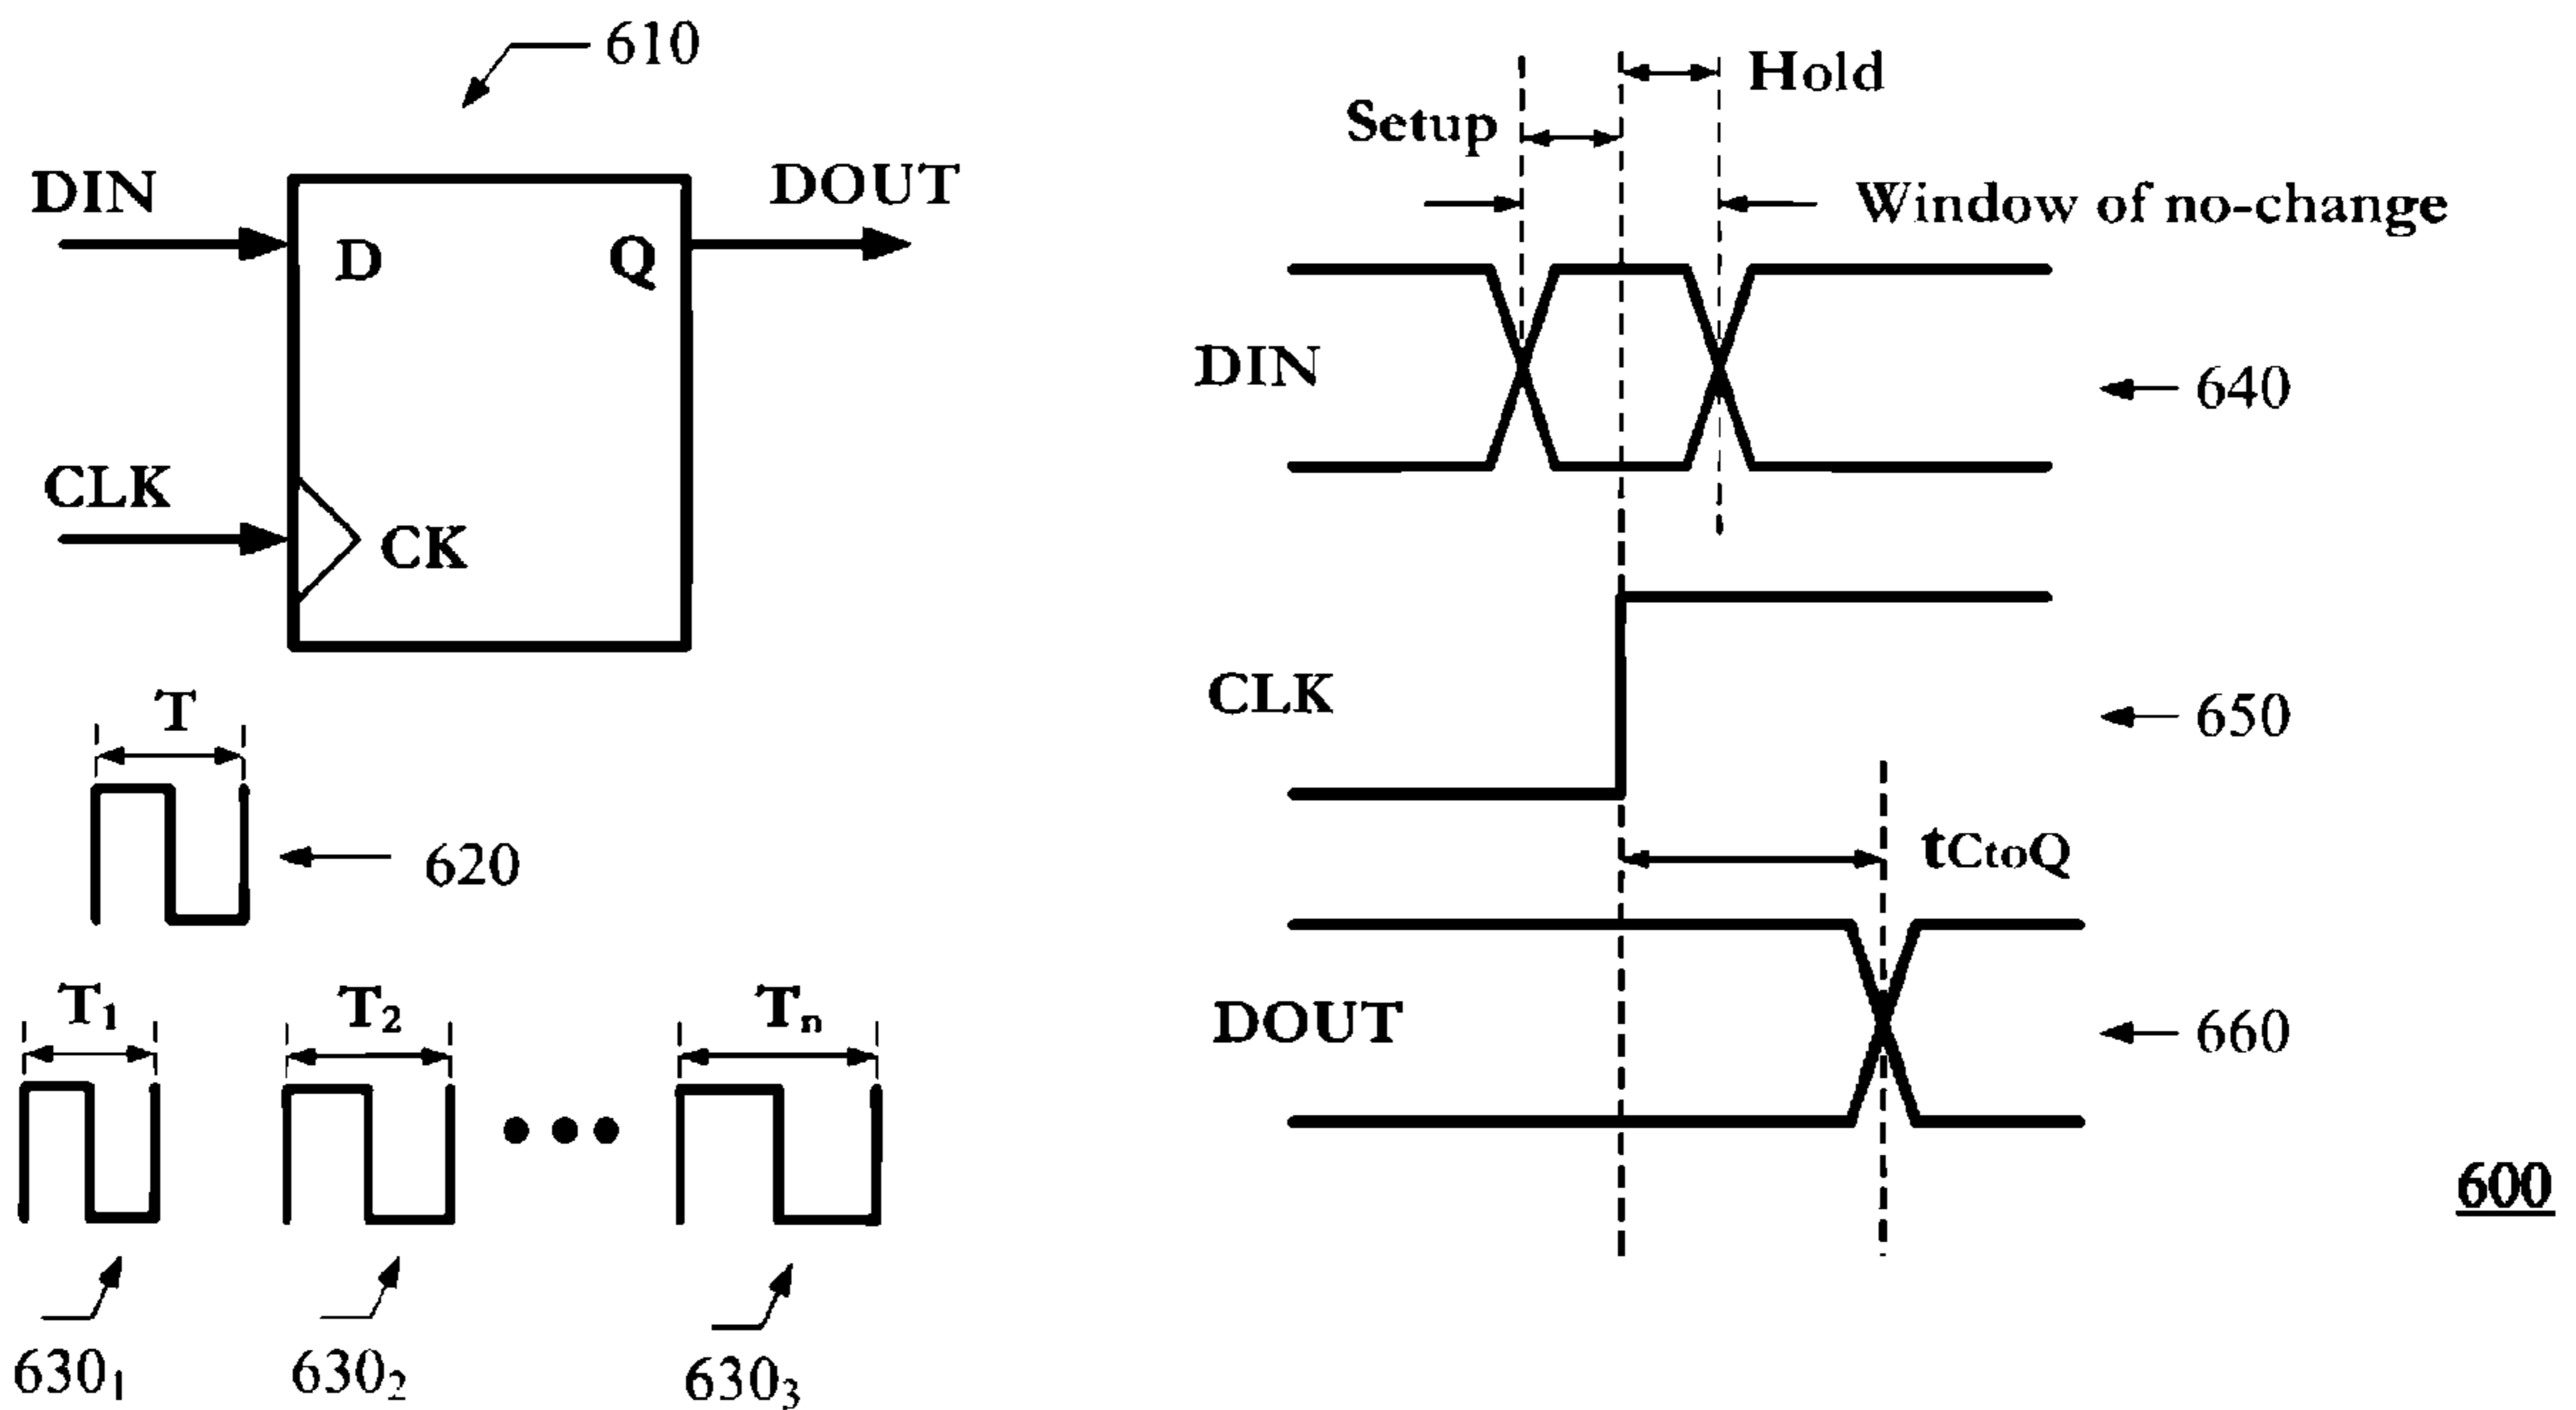 610
DIN
DOUT
D
Q
CLK
CK
T
620
T1
T2
Tn
6301
6302
6303
Hold
Setup
Window of no-change
DIN
640
CLK
650
tCtoQ
DOUT
660
600